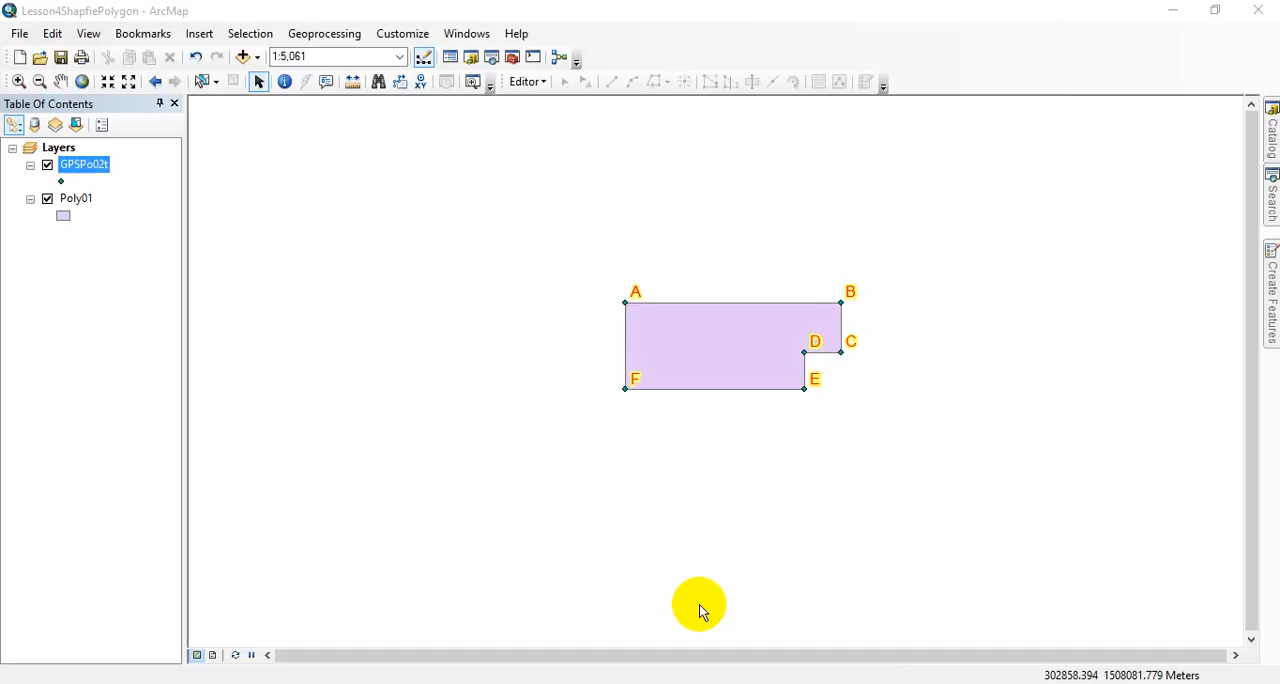 Lesson4ShapfiePolygon - ArcMap
File Edit View Bookmarks Insert Selection Geoprocessing Customize Windows Help
1:5,061
Editor
Table Of Contents
Layers
GPSPo02t
Poly01
A B
D C
F E
Catalog
Search
Create Features
302858.394 1508081.779 Meters